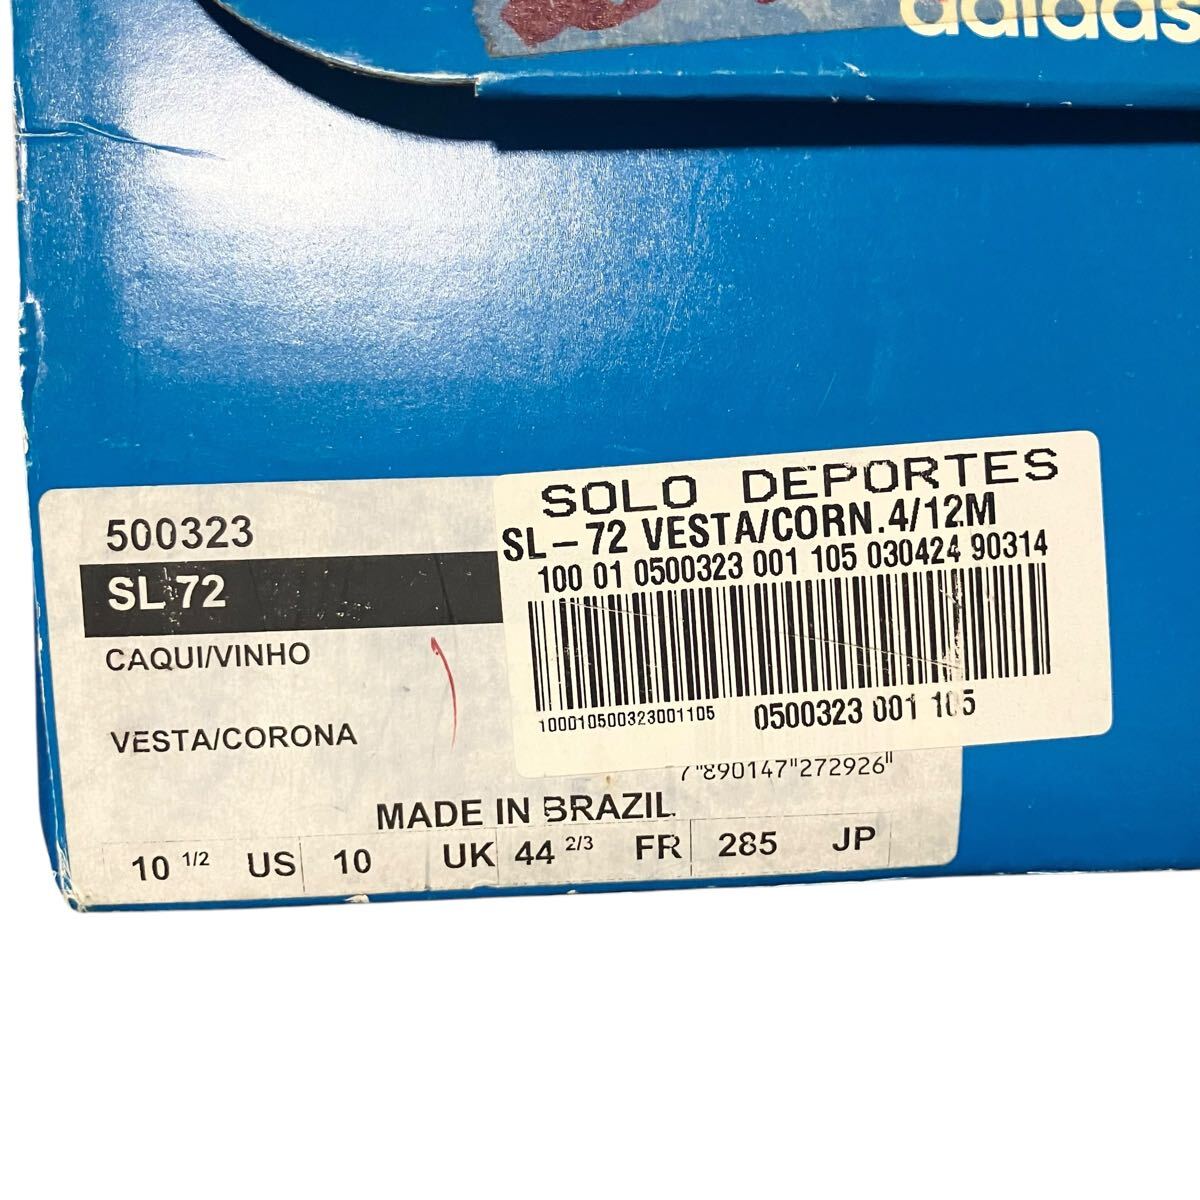 adidas
SOLO DEPORTES
SL-72 VESTA/CORN.4/12.M
100 01 0500323 001 105 030424 90314
100010500323001105 0500323 001 105
500323
SL 72
CAQUI/VINHO
VESTA/CORONA
7"890147"272926"
MADE IN BRAZIL
10 1/2 US 10 UK 44 2/3 FR 285 JP